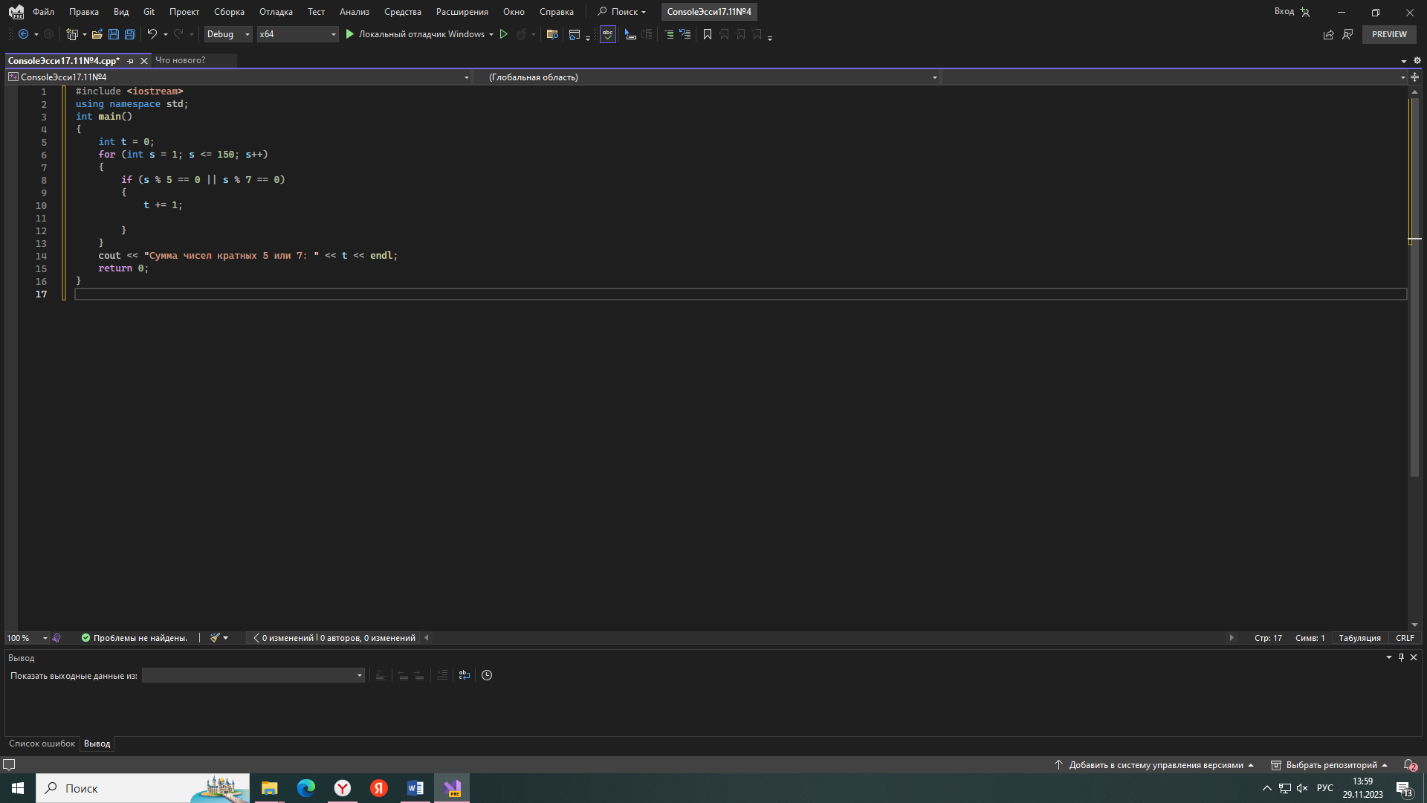 Файл Правка Вид Git Проект Сборка Отладка Тест Анализ Средства Расширения Окно Справка Поиск ConsoleЭсси17.11№4 Вход
Debug x64 Локальный отладчик Windows PREVIEW
ConsoleЭсси17.11№4.cpp* Что нового?
ConsoleЭсси17.11№4 (Глобальная область)
1 #include <iostream>
2 using namespace std;
3 int main()
4 {
5 int t = 0;
6 for (int s = 1; s <= 150; s++)
7 {
8 if (s % 5 == 0 || s % 7 == 0)
9 {
10 t += 1;
11
12 }
13 }
14 cout << "Сумма чисел кратных 5 или 7: " << t << endl;
15 return 0;
16 }
17
100 % Проблемы не найдены. 0 изменений | 0 авторов, 0 изменений Стр: 17 Симв: 1 Табуляция CRLF
Вывод
Показать выходные данные из:
Список ошибок Вывод
Добавить в систему управления версиями Выбрать репозиторий 2
Поиск РУС 13:59
29.11.2023 13